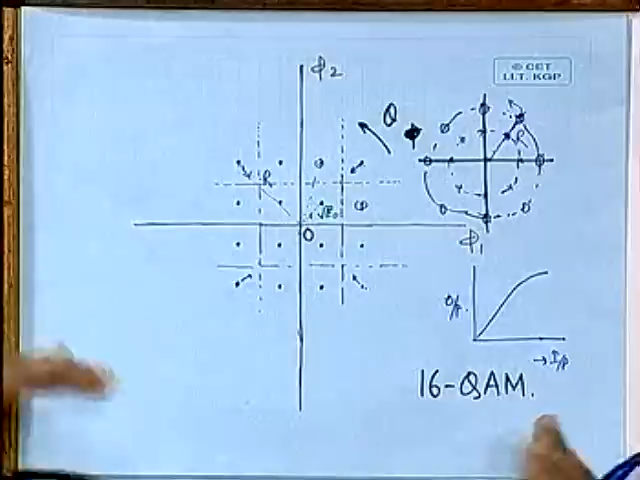 © CET
I.I.T. KGP
ϕ2
Q
R
R
√E₀
O
ϕ1
O/P.
→ I/P
16-QAM.